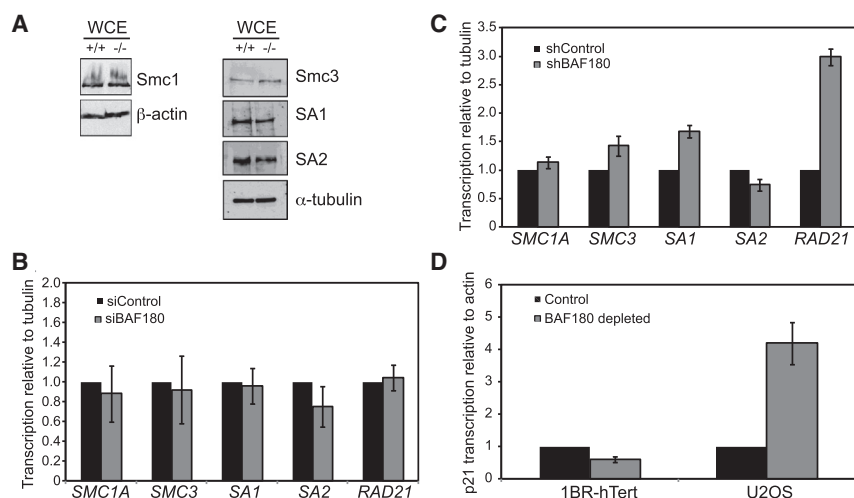 A
WCE
+/+ -/-
Smc1
β-actin
WCE
+/+ -/-
Smc3
SA1
SA2
α-tubulin
B
Transcription relative to tubulin
2.0
1.8
1.6
1.4
1.2
1.0
0.8
0.6
0.4
0.2
0
siControl
siBAF180
SMC1A SMC3 SA1 SA2 RAD21
C
Transcription relative to tubulin
3.5
3.0
2.5
2.0
1.5
1.0
0.5
0
shControl
shBAF180
SMC1A SMC3 SA1 SA2 RAD21
D
p21 transcription relative to actin
6
5
4
3
2
1
0
Control
BAF180 depleted
1BR-hTert U2OS